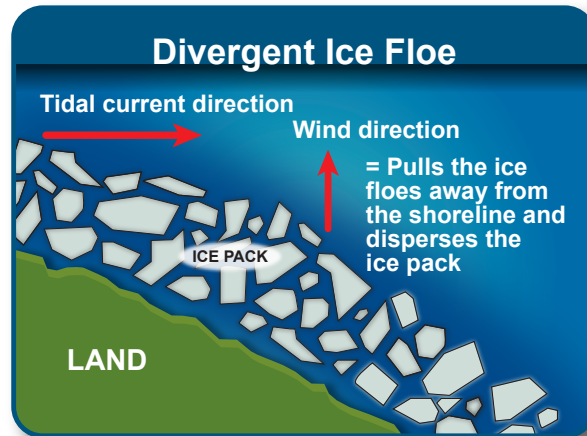 Divergent Ice Floe
Tidal current direction
Wind direction
= Pulls the ice
floes away from
the shoreline and
disperses the
ice pack
ICE PACK
LAND